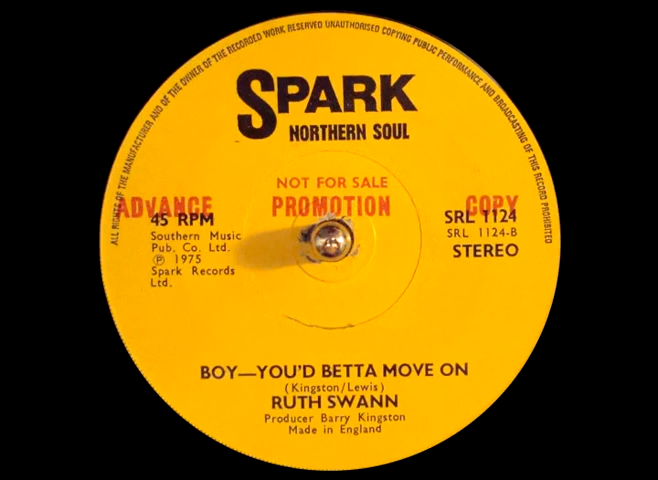 ALL RIGHTS OF THE MANUFACTURER AND OF THE OWNER OF THE RECORDED WORK RESERVED UNAUTHORISED COPYING PUBLIC PERFORMANCE AND BROADCASTING OF THIS RECORD PROHIBITED
SPARK
NORTHERN SOUL
NOT FOR SALE
ADVANCE PROMOTION COPY
45 RPM
Southern Music
Pub. Co. Ltd.
℗ 1975
Spark Records
Ltd.
SRL 1124
SRL 1124-B
STEREO
BOY—YOU'D BETTA MOVE ON
(Kingston/Lewis)
RUTH SWANN
Producer Barry Kingston
Made in England